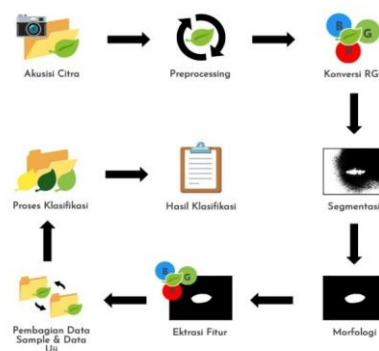 Akusisi Citra
Preprocessing
Konversi RG
B
G
R
Segmentasi
Morfologi
B
G
R
Ektrasi Fitur
Pembagian Data
Sample & Data
Uji
Proses Klasifikasi
Hasil Klasifikasi